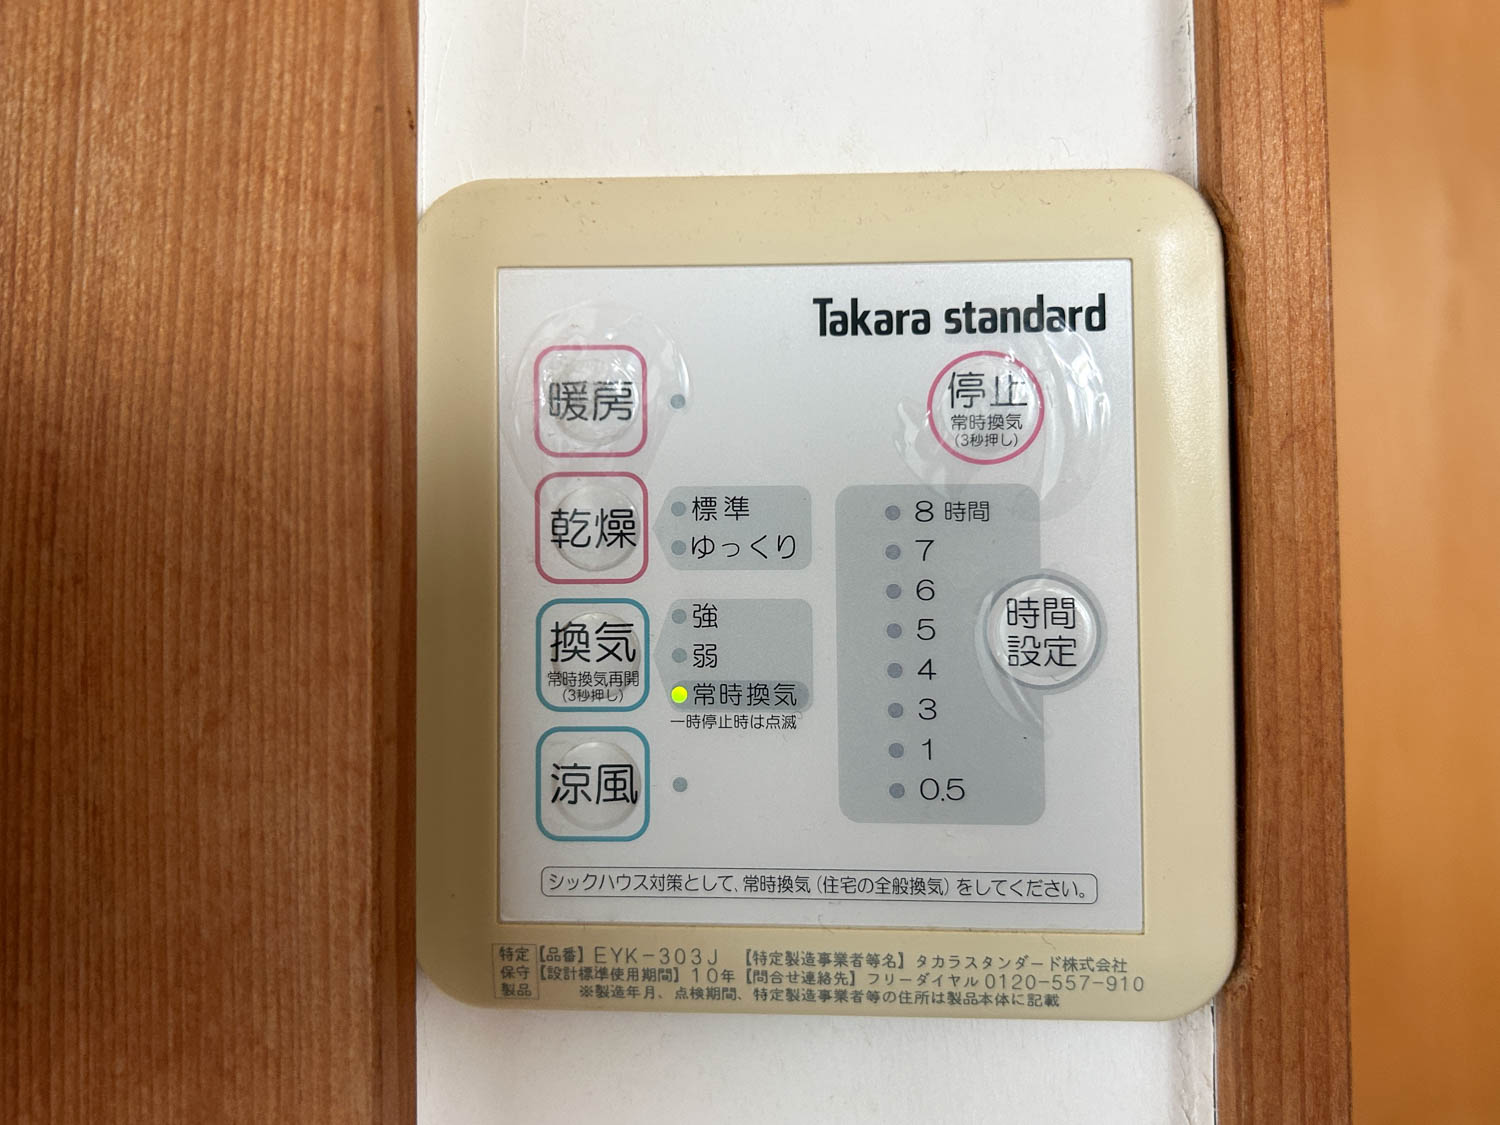 Takara standard
暖房
停止
常時換気
(3秒押し)
乾燥
標準
ゆっくり
換気
常時換気再開
(3秒押し)
強
弱
常時換気
一時停止時は点滅
涼風
8 時間
7
6
5
4
3
1
0.5
時間
設定
シックハウス対策として、常時換気(住宅の全般換気)をしてください。
特定
保守
製品
【品番】EYK-303J 【特定製造事業者等名】タカラスタンダード株式会社
【設計標準使用期間】10年【問合せ連絡先】フリーダイヤル 0120-557-910
※製造年月、点検期間、特定製造事業者等の住所は製品本体に記載